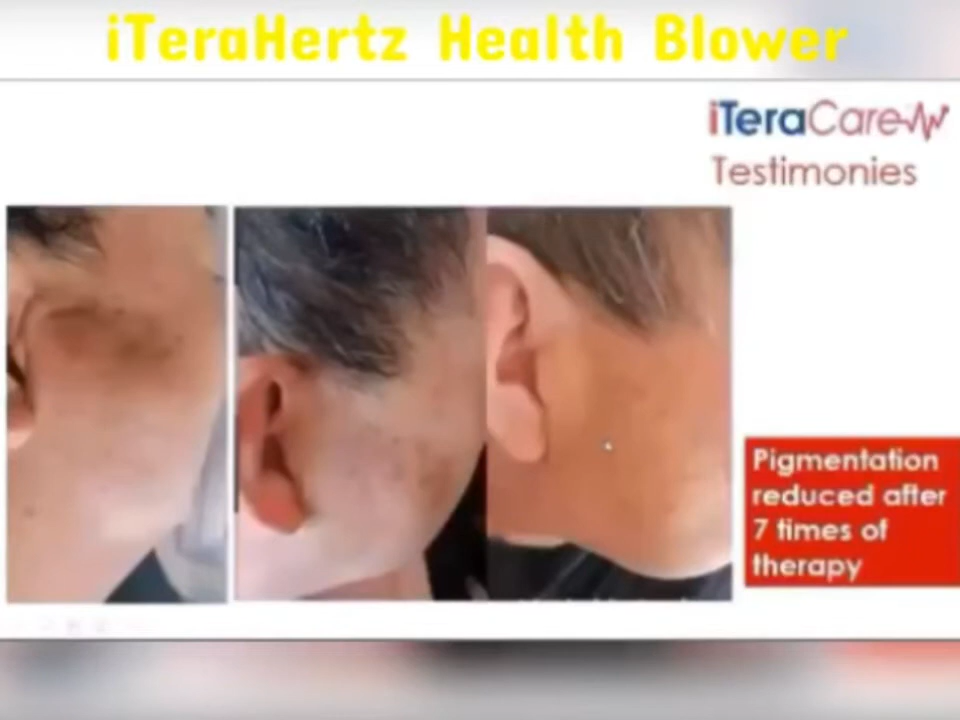 iTeraHertz Health Blower
iTeraCare
Testimonies
Pigmentation
reduced after
7 times of
therapy